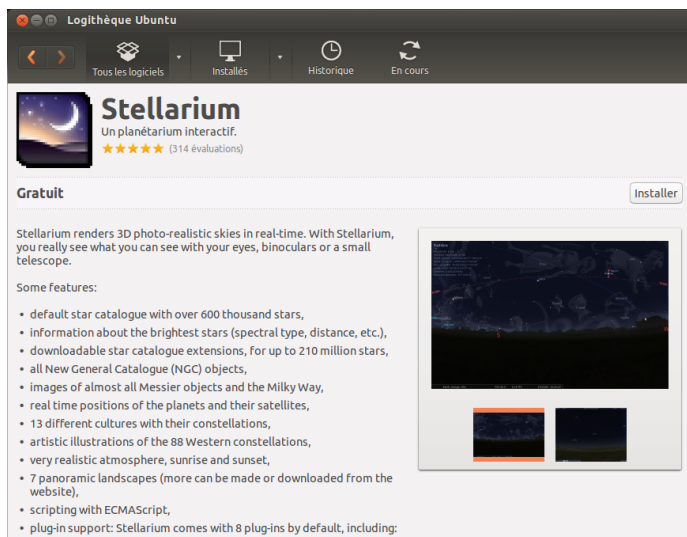 Logithèque Ubuntu
Tous les logiciels
Installés
Historique
En cours
Stellarium
Un planétarium interactif.
(314 évaluations)
Gratuit
Installer
Stellarium renders 3D photo-realistic skies in real-time. With Stellarium,
you really see what you can see with your eyes, binoculars or a small
telescope.
Some features:
• default star catalogue with over 600 thousand stars,
• information about the brightest stars (spectral type, distance, etc.),
• downloadable star catalogue extensions, for up to 210 million stars,
• all New General Catalogue (NGC) objects,
• images of almost all Messier objects and the Milky Way,
• real time positions of the planets and their satellites,
• 13 different cultures with their constellations,
• artistic illustrations of the 88 Western constellations,
• very realistic atmosphere, sunrise and sunset,
• 7 panoramic landscapes (more can be made or downloaded from the
website),
• scripting with ECMAScript,
• plug-in support: Stellarium comes with 8 plug-ins by default, including: